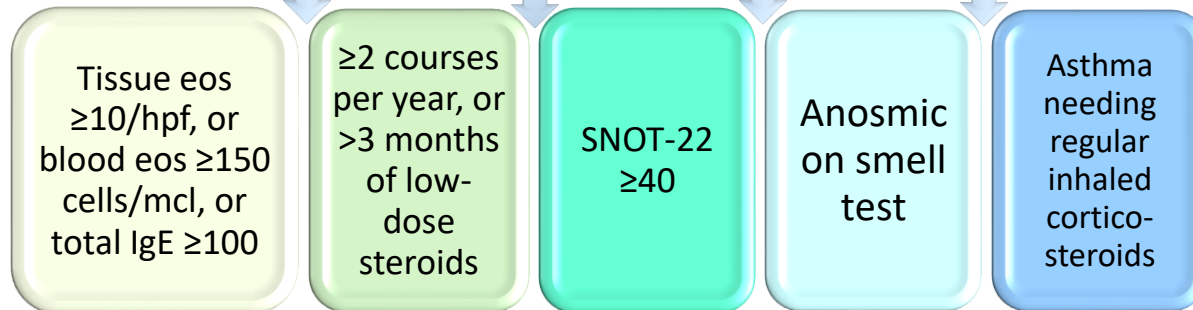 Tissue eos
≥10/hpf, or
blood eos ≥150
cells/mcl, or
total IgE ≥100
≥2 courses
per year, or
>3 months
of low-
dose
steroids
SNOT-22
≥40
Anosmic
on smell
test
Asthma
needing
regular
inhaled
cortico-
steroids